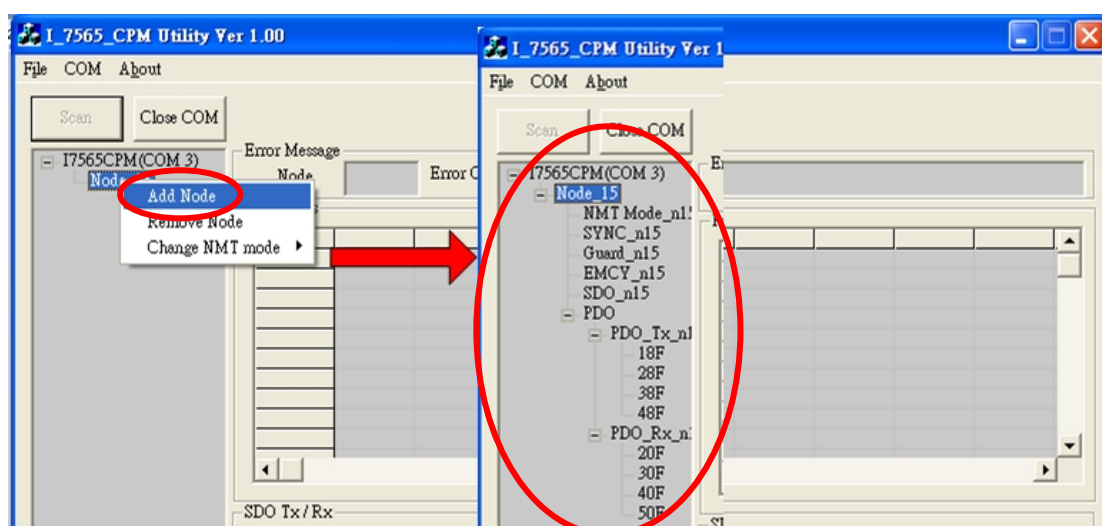 I_7565_CPM Utility Ver 1.00
File COM About
Scan Close COM
I7565CPM(COM 3)
Add Node
Remove Node
Change NMT mode
Error Message
Node
SDO Tx / Rx
I_7565_CPM Utility Ver 1
File COM About
Scan Close COM
I7565CPM(COM 3)
Node_15
NMT Mode_n1
SYNC_n15
Guard_n15
EMCY_n15
SDO_n15
PDO
PDO_Tx_n1
18F
28F
38F
48F
PDO_Rx_n
20F
30F
40F
50F